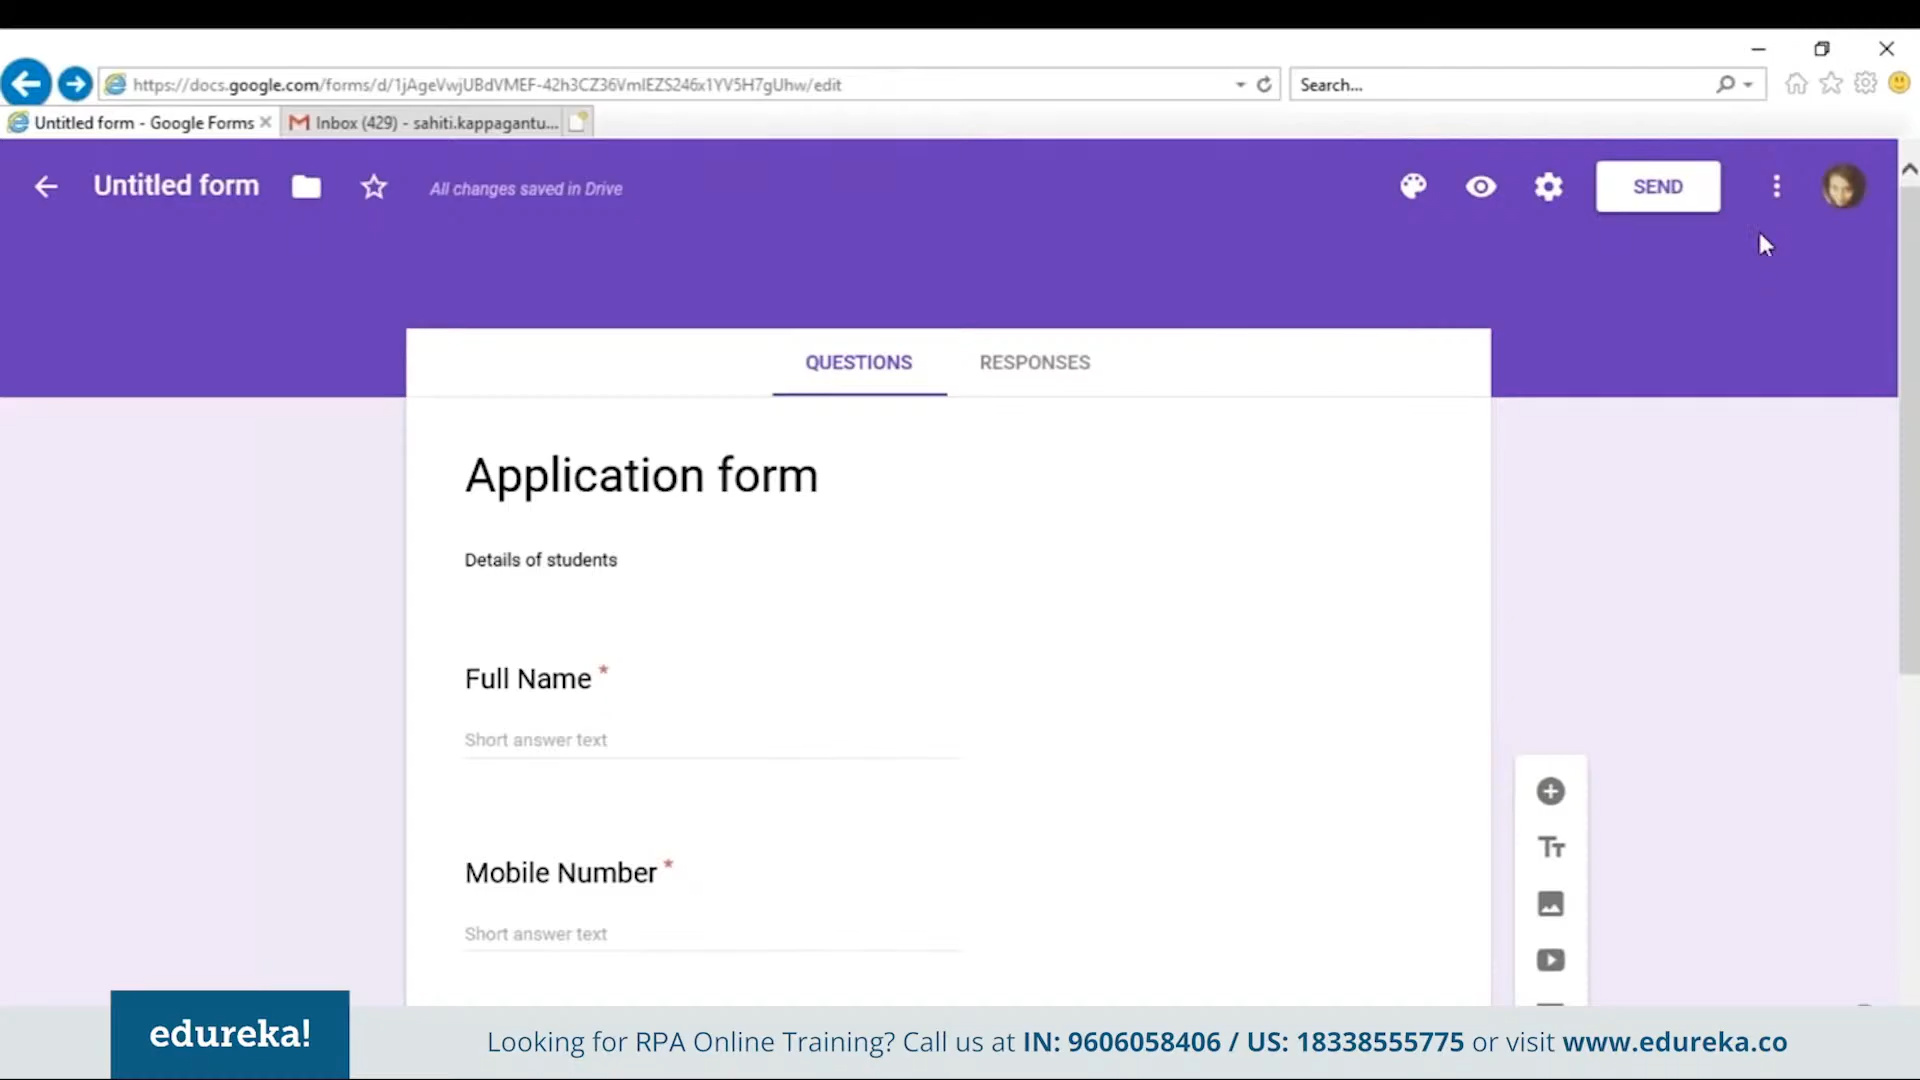 https://docs.google.com/forms/d/1jAgeVwjUBdVMEF-42h3CZ36VmlEZS246x1YV5H7gUhw/edit
Search...
Untitled form - Google Forms
Inbox (429) - sahiti.kappagantu...
Untitled form
All changes saved in Drive
SEND
QUESTIONS
RESPONSES
Application form
Details of students
Full Name *
Short answer text
Mobile Number *
Short answer text
Tт
edureka!
Looking for RPA Online Training? Call us at IN: 9606058406 / US: 18338555775 or visit www.edureka.co